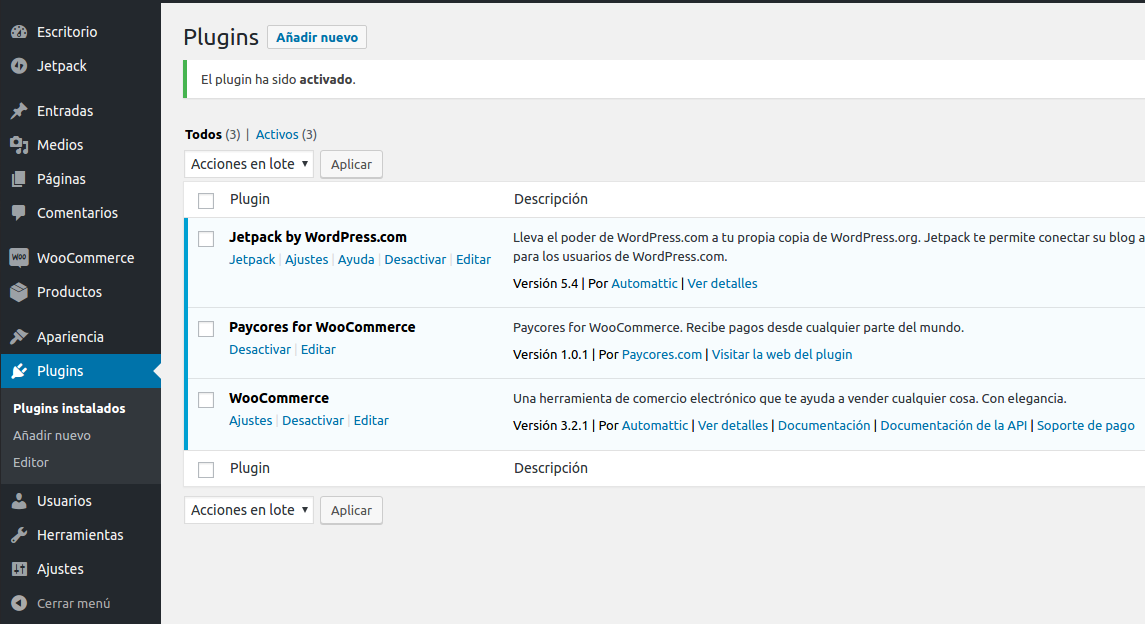 Escritorio
Jetpack
Entradas
Medios
Páginas
Comentarios
WOO WooCommerce
Productos
Apariencia
Plugins
Plugins instalados
Añadir nuevo
Editor
Usuarios
Herramientas
Ajustes
Cerrar menú
Plugins Añadir nuevo
El plugin ha sido activado.
Todos (3) | Activos (3)
Acciones en lote ▼ Aplicar
Plugin Descripción
Jetpack by WordPress.com
Jetpack | Ajustes | Ayuda | Desactivar | Editar
Lleva el poder de WordPress.com a tu propia copia de WordPress.org. Jetpack te permite conectar su blog a
para los usuarios de WordPress.com.
Versión 5.4 | Por Automattic | Ver detalles
Paycores for WooCommerce
Desactivar | Editar
Paycores for WooCommerce. Recibe pagos desde cualquier parte del mundo.
Versión 1.0.1 | Por Paycores.com | Visitar la web del plugin
WooCommerce
Ajustes | Desactivar | Editar
Una herramienta de comercio electrónico que te ayuda a vender cualquier cosa. Con elegancia.
Versión 3.2.1 | Por Automattic | Ver detalles | Documentación | Documentación de la API | Soporte de pago
Plugin Descripción
Acciones en lote ▼ Aplicar